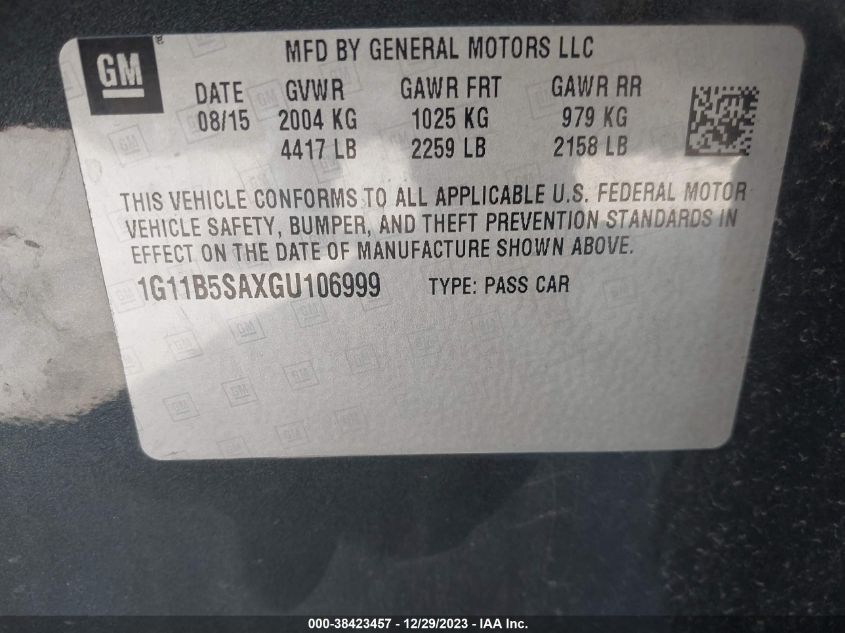 GM
®
MFD BY GENERAL MOTORS LLC
DATE GVWR GAWR FRT GAWR RR
08/15 2004 KG 1025 KG 979 KG
4417 LB 2259 LB 2158 LB
THIS VEHICLE CONFORMS TO ALL APPLICABLE U.S. FEDERAL MOTOR
VEHICLE SAFETY, BUMPER, AND THEFT PREVENTION STANDARDS IN
EFFECT ON THE DATE OF MANUFACTURE SHOWN ABOVE.
1G11B5SAXGU106999 TYPE: PASS CAR
000-38423457 - 12/29/2023 - IAA Inc.